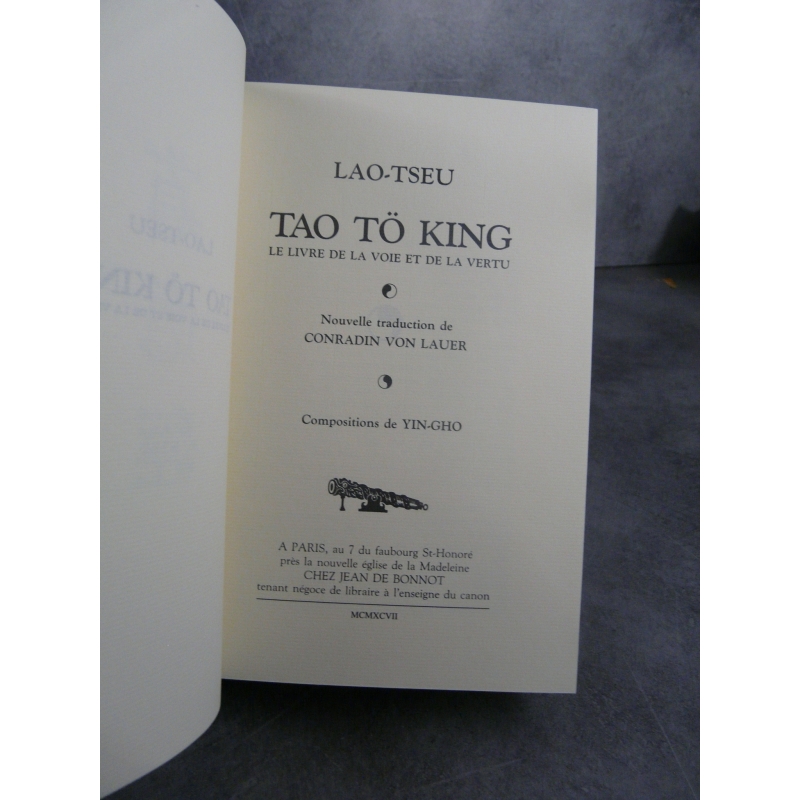 LAO-TSEU
TAO TÖ KING
LE LIVRE DE LA VOIE ET DE LA VERTU
Nouvelle traduction de
CONRADIN VON LAUER
Compositions de YIN-GHO
A PARIS, au 7 du faubourg St-Honoré
près la nouvelle église de la Madeleine
CHEZ JEAN DE BONNOT
tenant négoce de libraire à l'enseigne du canon
MCMXCVII